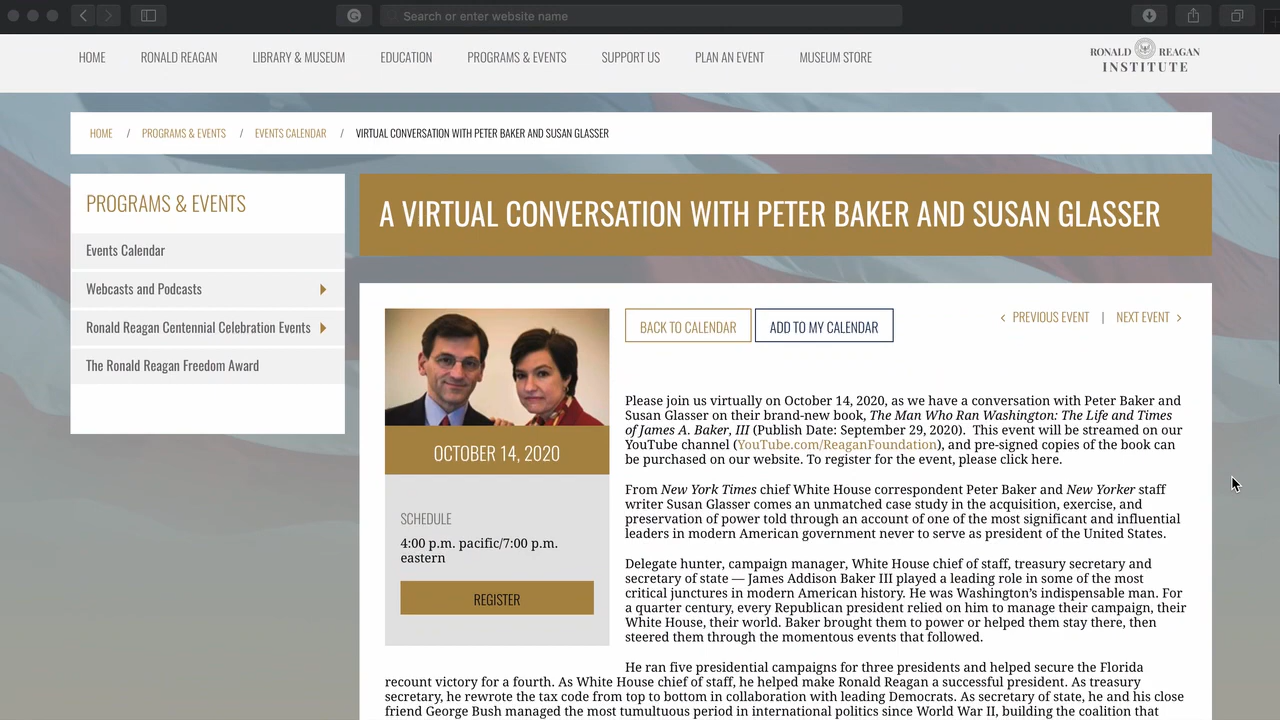 Search or enter website name
HOME RONALD REAGAN LIBRARY & MUSEUM EDUCATION PROGRAMS & EVENTS SUPPORT US PLAN AN EVENT MUSEUM STORE
RONALD REAGAN
INSTITUTE
HOME / PROGRAMS & EVENTS / EVENTS CALENDAR / VIRTUAL CONVERSATION WITH PETER BAKER AND SUSAN GLASSER
PROGRAMS & EVENTS
Events Calendar
Webcasts and Podcasts
Ronald Reagan Centennial Celebration Events
The Ronald Reagan Freedom Award
A VIRTUAL CONVERSATION WITH PETER BAKER AND SUSAN GLASSER
OCTOBER 14, 2020
SCHEDULE
4:00 p.m. pacific/7:00 p.m.
eastern
REGISTER
BACK TO CALENDAR ADD TO MY CALENDAR
‹ PREVIOUS EVENT | NEXT EVENT ›
Please join us virtually on October 14, 2020, as we have a conversation with Peter Baker and
Susan Glasser on their brand-new book, The Man Who Ran Washington: The Life and Times
of James A. Baker, III (Publish Date: September 29, 2020). This event will be streamed on our
YouTube channel (YouTube.com/ReaganFoundation), and pre-signed copies of the book can
be purchased on our website. To register for the event, please click here.
From New York Times chief White House correspondent Peter Baker and New Yorker staff
writer Susan Glasser comes an unmatched case study in the acquisition, exercise, and
preservation of power told through an account of one of the most significant and influential
leaders in modern American government never to serve as president of the United States.
Delegate hunter, campaign manager, White House chief of staff, treasury secretary and
secretary of state — James Addison Baker III played a leading role in some of the most
critical junctures in modern American history. He was Washington's indispensable man. For
a quarter century, every Republican president relied on him to manage their campaign, their
White House, their world. Baker brought them to power or helped them stay there, then
steered them through the momentous events that followed.
He ran five presidential campaigns for three presidents and helped secure the Florida
recount victory for a fourth. As White House chief of staff, he helped make Ronald Reagan a successful president. As treasury
secretary, he rewrote the tax code from top to bottom in collaboration with leading Democrats. As secretary of state, he and his close
friend George Bush managed the most tumultuous period in international politics since World War II, building the coalition that